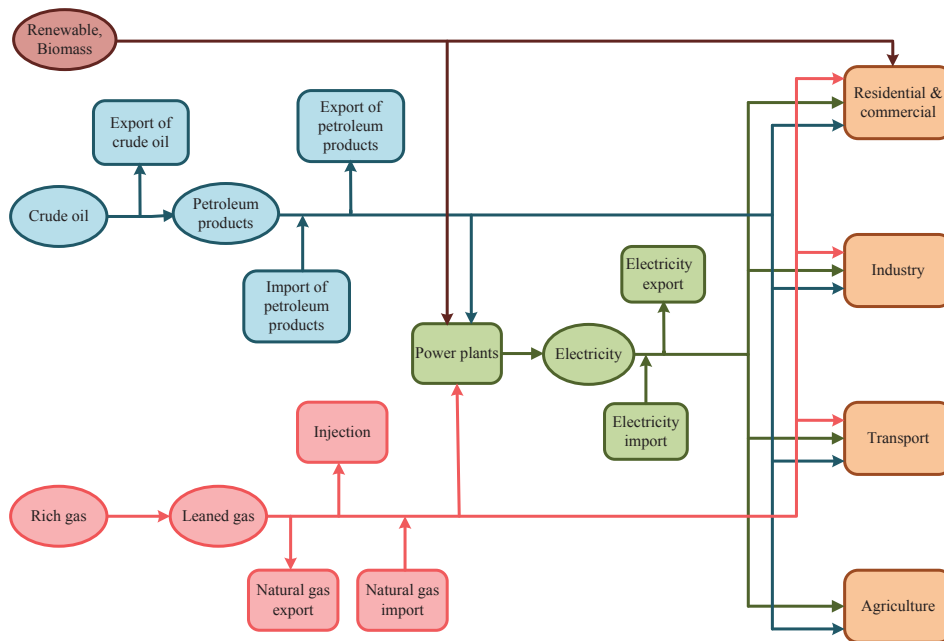 Renewable,
Biomass
Residential &
commercial
Export of
crude oil
Export of
petroleum
products
Crude oil
Petroleum
products
Import of
petroleum
products
Electricity
export
Industry
Power plants
Electricity
Electricity
import
Injection
Transport
Rich gas
Leaned gas
Natural gas
export
Natural gas
import
Agriculture